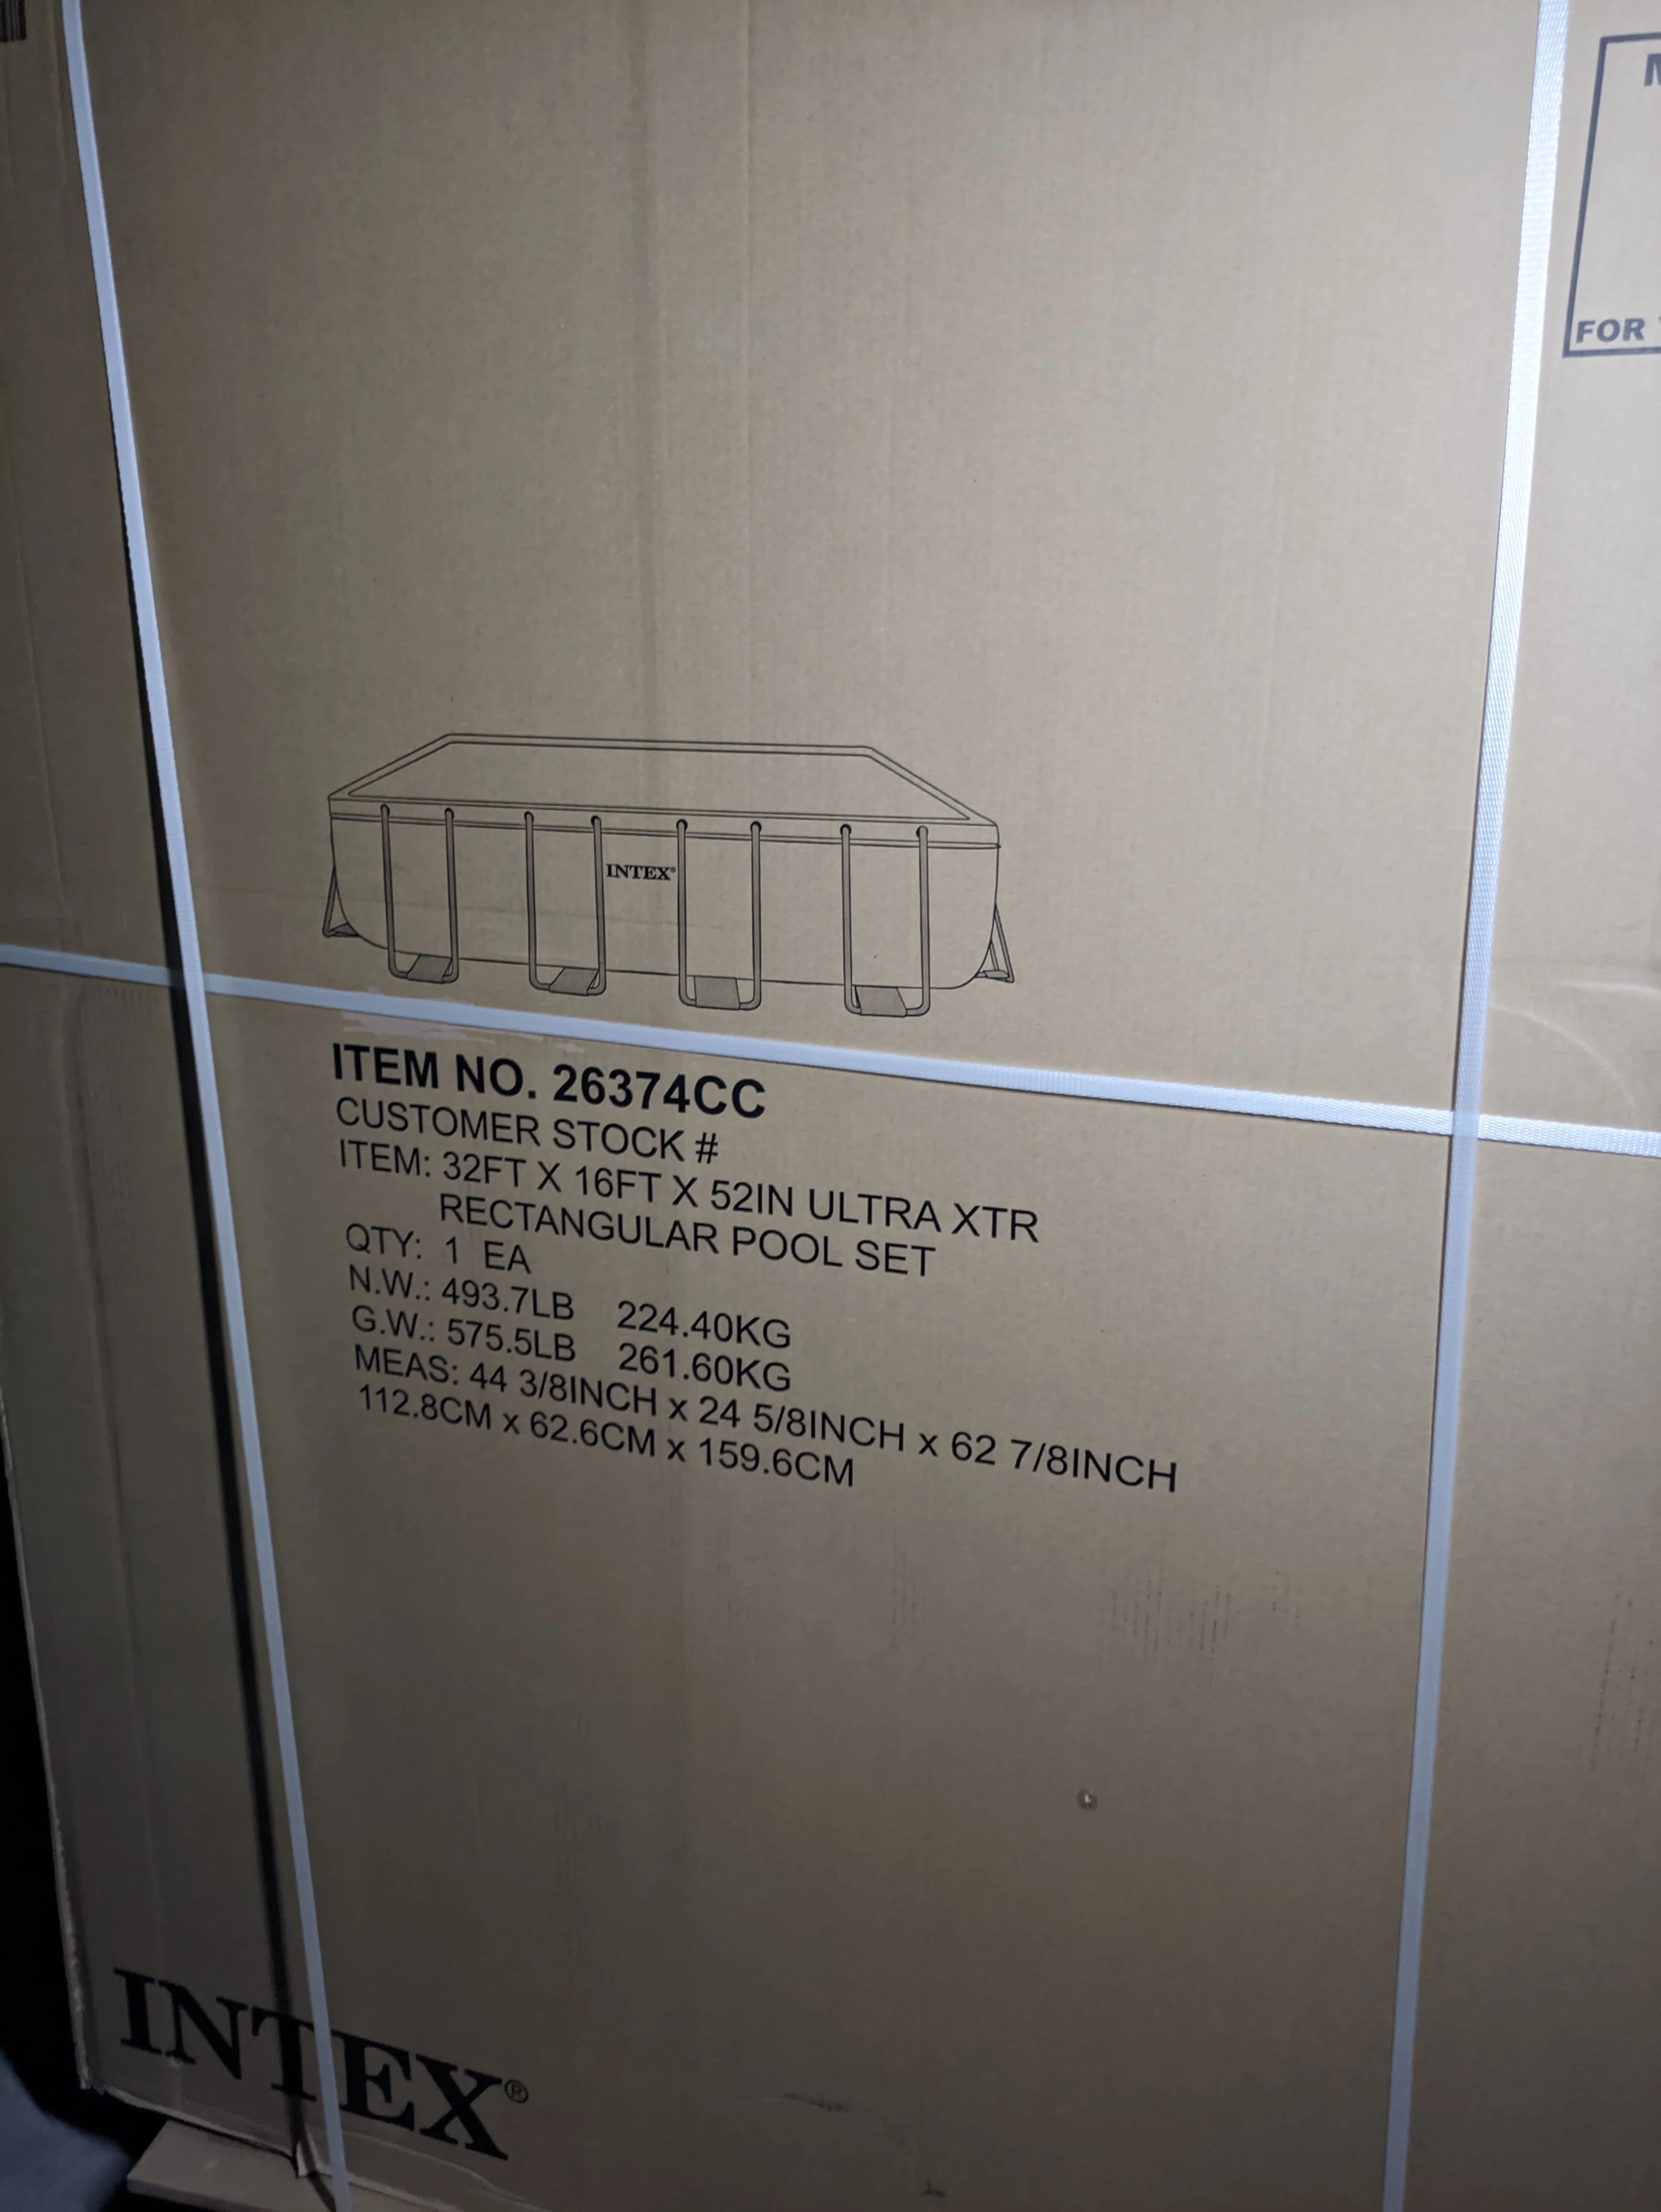 FOR
INTEX®
ITEM NO. 26374CC
CUSTOMER STOCK #
ITEM: 32FT X 16FT X 52IN ULTRA XTR
RECTANGULAR POOL SET
QTY: 1 EA
N.W.: 493.7LB 224.40KG
G.W.: 575.5LB 261.60KG
MEAS: 44 3/8INCH x 24 5/8INCH x 62 7/8INCH
112.8CM x 62.6CM x 159.6CM
INTEX®